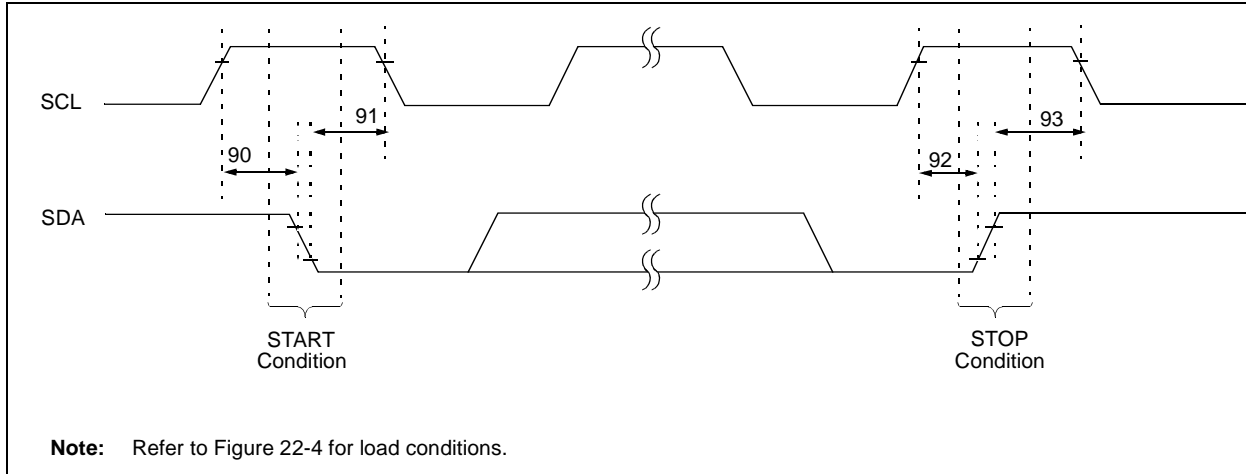 SCL
91
93
90
92
SDA
START
Condition
STOP
Condition
Note: Refer to Figure 22-4 for load conditions.